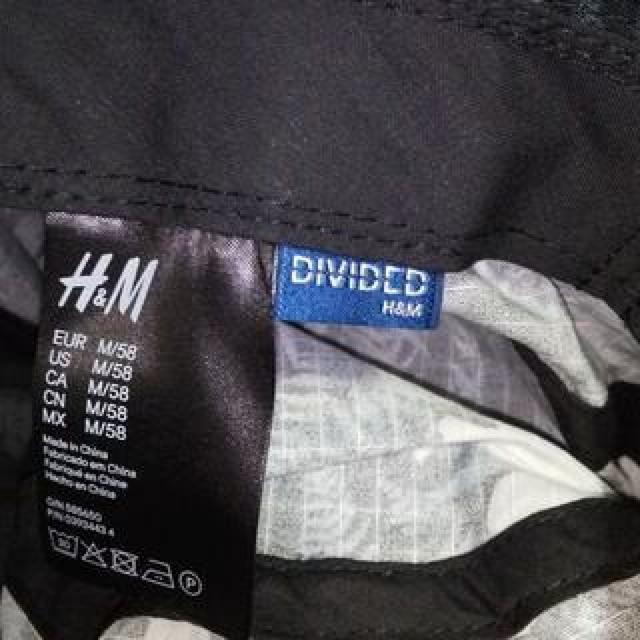 H&M
EUR M/58
US M/58
CA M/58
CN M/58
MX M/58
Made in China
Fabriqué en Chine
Fabricado en China
Hecho en China
DIVIDED
H&M
P